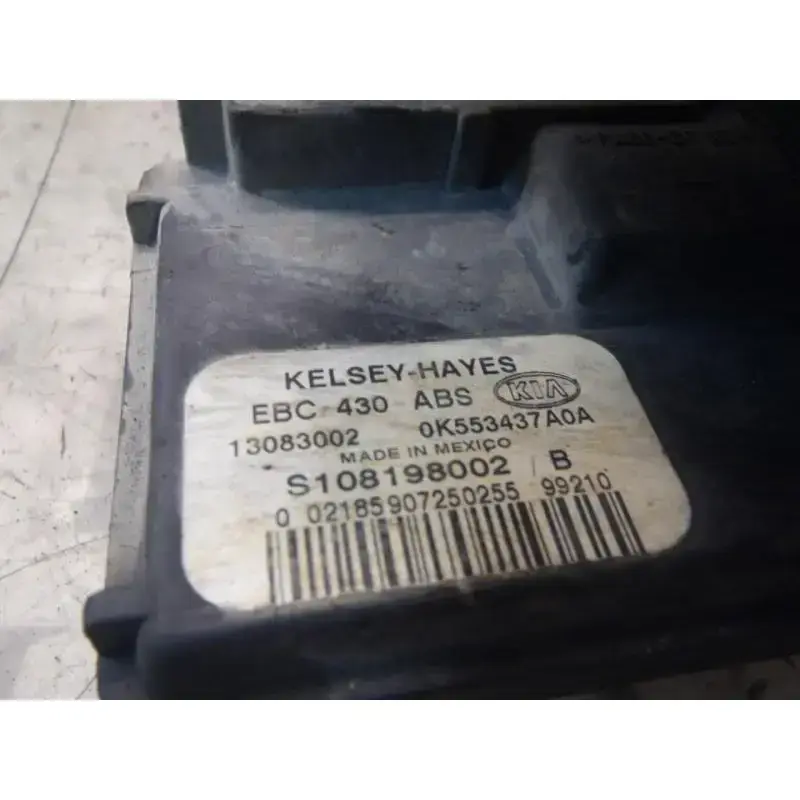 KELSEY-HAYES
EBC 430 ABS KIA
13083002 0K553437A0A
MADE IN MEXICO
S108198002 B
0 02185907250255 99210